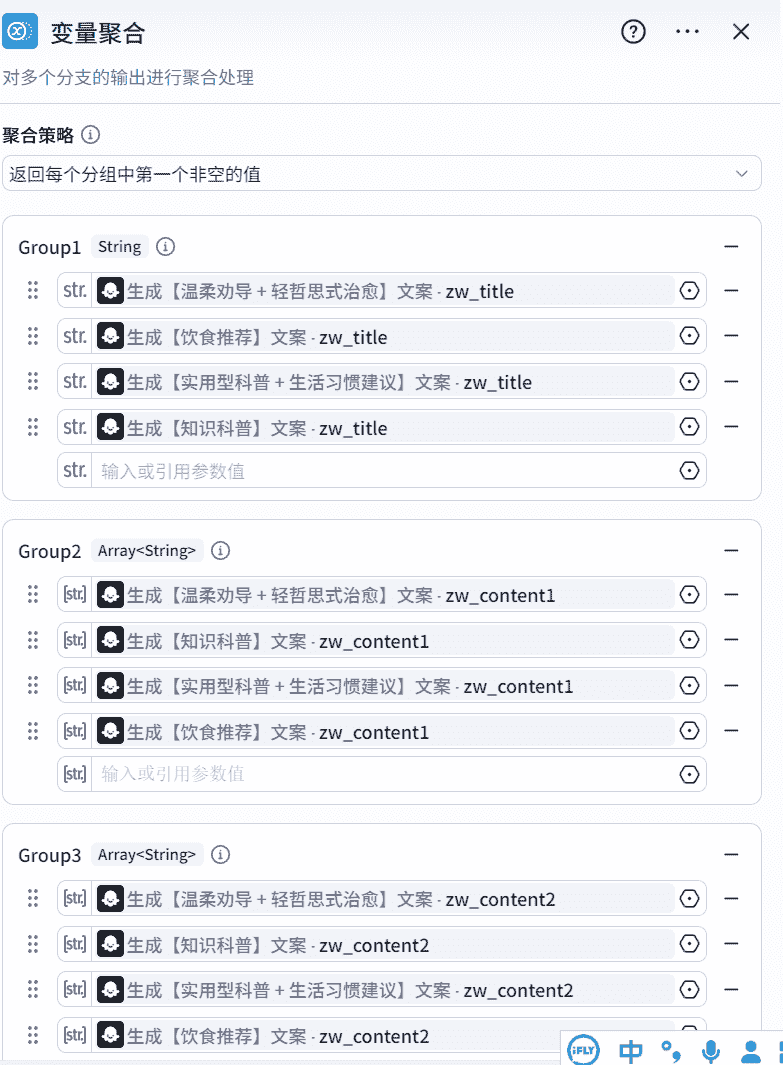 变量聚合
对多个分支的输出进行聚合处理
聚合策略
返回每个分组中第一个非空的值
Group1 String
str. 生成【温柔劝导 + 轻哲思式治愈】文案 · zw_title
str. 生成【饮食推荐】文案 · zw_title
str. 生成【实用型科普 + 生活习惯建议】文案 · zw_title
str. 生成【知识科普】文案 · zw_title
str. 输入或引用参数值
Group2 Array<String>
[str.] 生成【温柔劝导 + 轻哲思式治愈】文案 · zw_content1
[str.] 生成【知识科普】文案 · zw_content1
[str.] 生成【实用型科普 + 生活习惯建议】文案 · zw_content1
[str.] 生成【饮食推荐】文案 · zw_content1
[str.] 输入或引用参数值
Group3 Array<String>
[str.] 生成【温柔劝导 + 轻哲思式治愈】文案 · zw_content2
[str.] 生成【知识科普】文案 · zw_content2
[str.] 生成【实用型科普 + 生活习惯建议】文案 · zw_content2
[str.] 生成【饮食推荐】文案 · zw_content2
iFLY 中